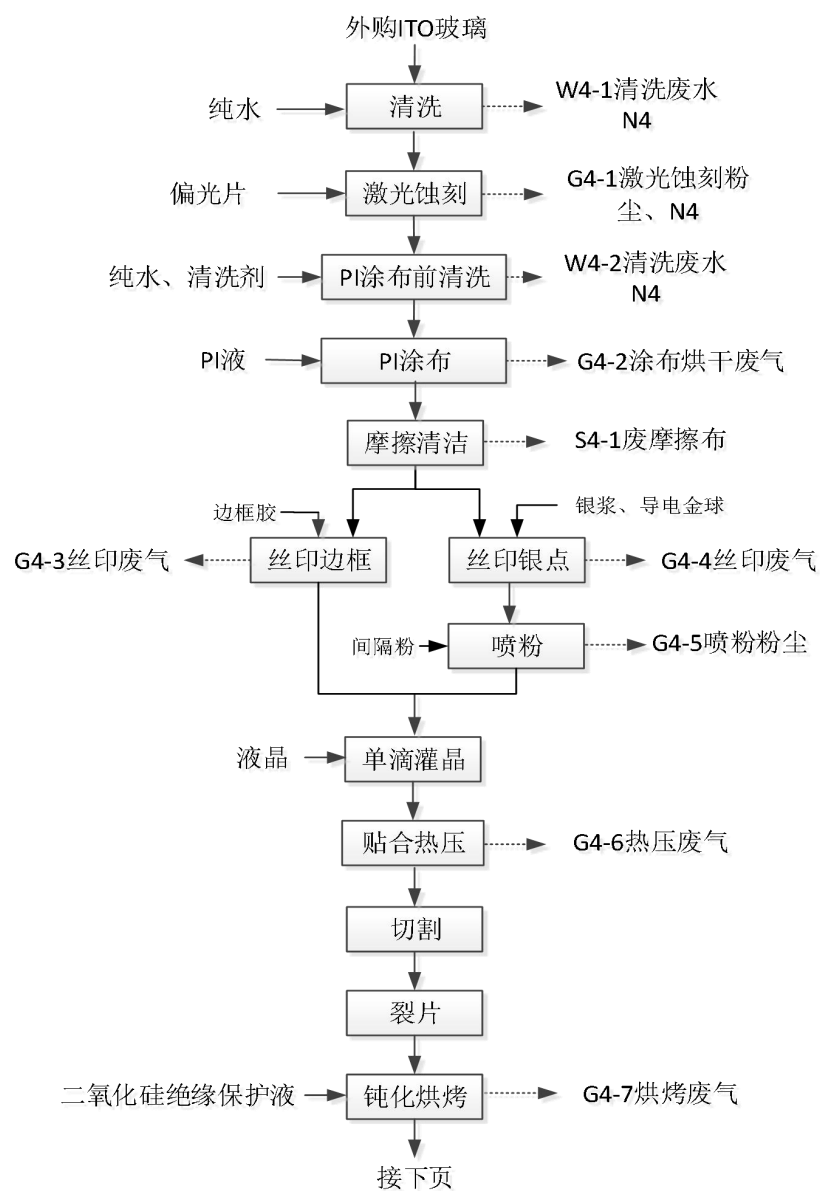 外购ITO玻璃
纯水
清洗
W4-1清洗废水
N4
偏光片
激光蚀刻
G4-1激光蚀刻粉
尘、N4
纯水、清洗剂
PI涂布前清洗
W4-2清洗废水
N4
PI液
PI涂布
G4-2涂布烘干废气
摩擦清洁
S4-1废摩擦布
边框胶
银浆、导电金球
G4-3丝印废气
丝印边框
丝印银点
G4-4丝印废气
间隔粉
喷粉
G4-5喷粉粉尘
液晶
单滴灌晶
贴合热压
G4-6热压废气
切割
裂片
二氧化硅绝缘保护液
钝化烘烤
G4-7烘烤废气
接下页